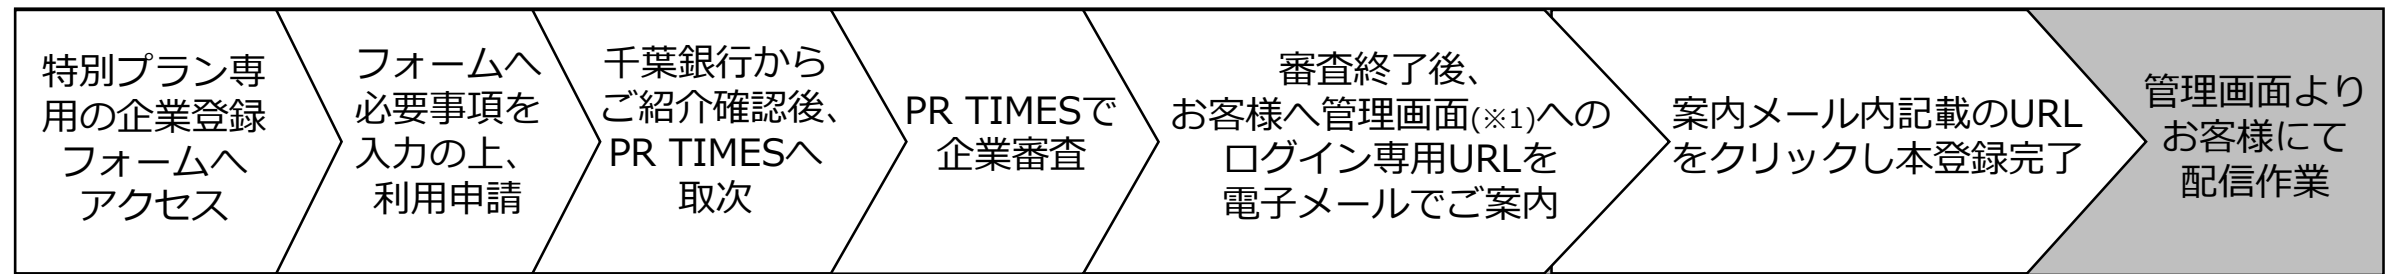 特別プラン専
用の企業登録
フォームへ
アクセス
フォームへ
必要事項を
入力の上、
利用申請
千葉銀行から
ご紹介確認後、
PR TIMESへ
取次
PR TIMESで
企業審査
審査終了後、
お客様へ管理画面(※1)への
ログイン専用URLを
電子メールでご案内
案内メール内記載のURL
をクリックし本登録完了
管理画面より
お客様にて
配信作業